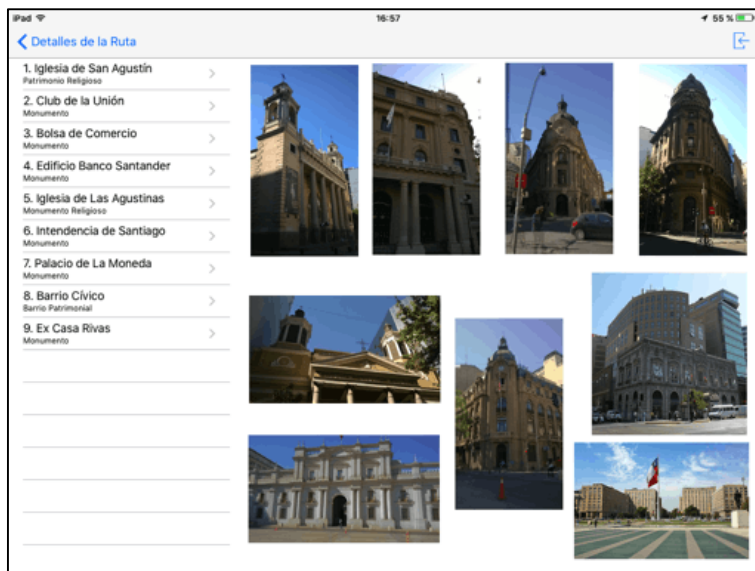 iPad
16:57
55 %
Detalles de la Ruta
1. Iglesia de San Agustín
Patrimonio Religioso
2. Club de la Unión
Monumento
3. Bolsa de Comercio
Monumento
4. Edificio Banco Santander
Monumento
5. Iglesia de Las Agustinas
Monumento Religioso
6. Intendencia de Santiago
Monumento
7. Palacio de La Moneda
Monumento
8. Barrio Cívico
Barrio Patrimonial
9. Ex Casa Rivas
Monumento